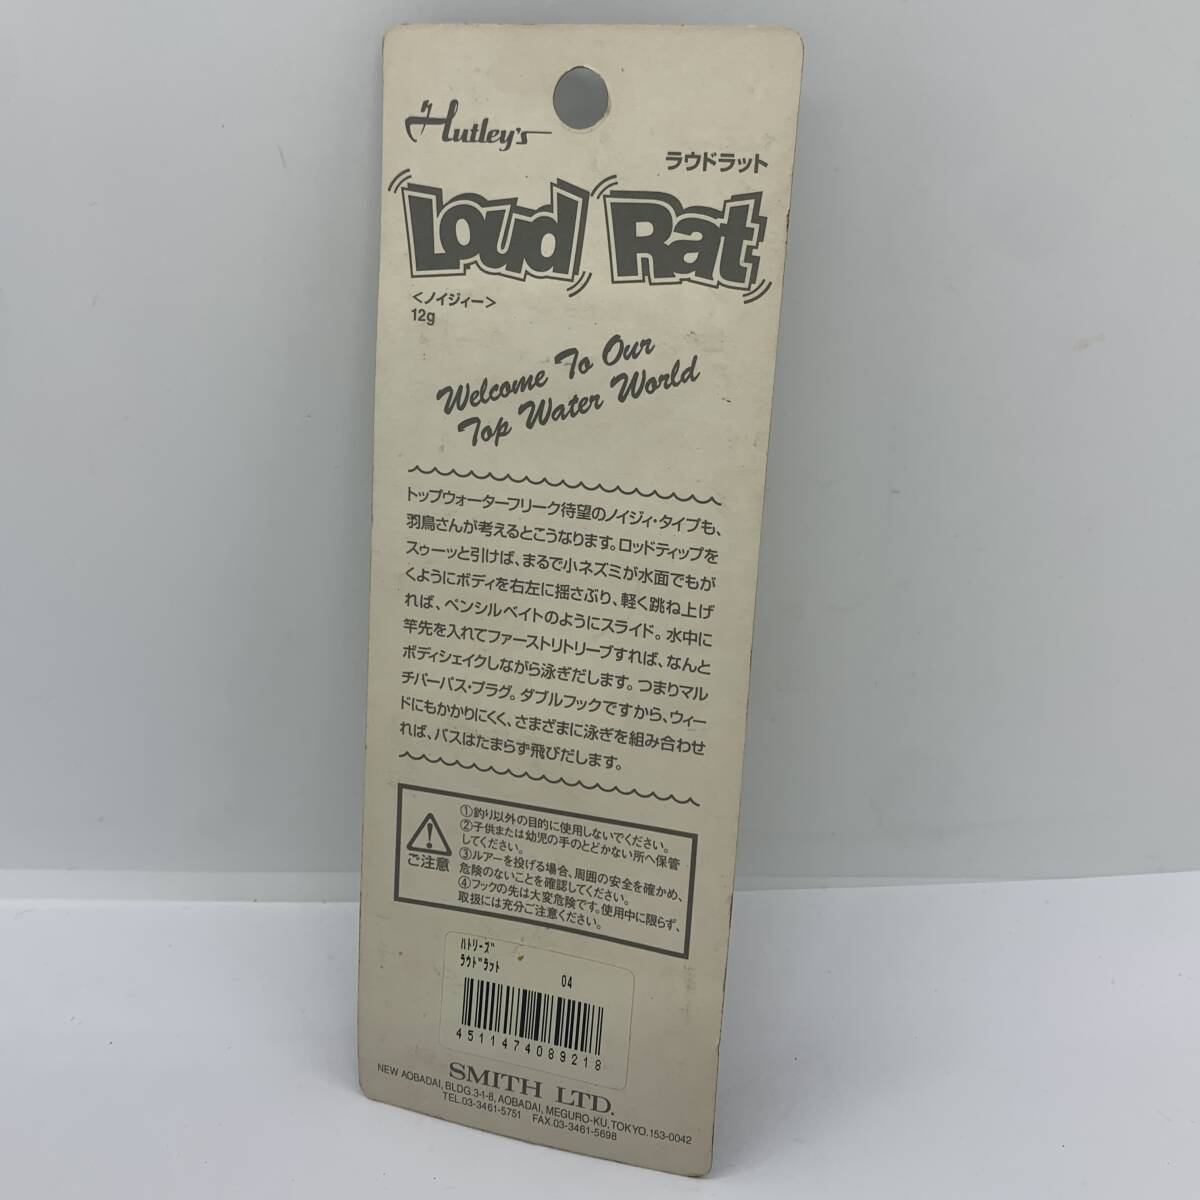 Hutley's
ラウドラット
Loud Rat
<ノイジィー>
12g
Welcome To Our
Top Water World
トップウォーターフリーク待望のノイジィ・タイプも、
羽鳥さんが考えるとこうなります。ロッドティップを
スゥーッと引けば、まるで小ネズミが水面でもが
くようにボディを右左に揺さぶり、軽く跳ね上げ
れば、ペンシルベイトのようにスライド。水中に
竿先を入れてファーストリトリーブすれば、なんと
ボディシェイクしながら泳ぎだします。つまりマル
チパーパス・プラグ。ダブルフックですから、ウィー
ドにもかかりにくく、さまざまに泳ぎを組み合わせ
れば、バスはたまらず飛びだします。
ご注意
①釣り以外の目的に使用しないでください。
②子供または幼児の手のとどかない所へ保管
してください。
③ルアーを投げる場合、周囲の安全を確かめ、
危険のないことを確認してください。
④フックの先は大変危険です。使用中に限らず、
取扱には充分ご注意ください。
ﾊﾄﾘｰｽﾞ
ﾗｳﾄﾞﾗｯﾄ 04
4511474089218
SMITH LTD.
NEW AOBADAI, BLDG.3-1-8, AOBADAI, MEGURO-KU, TOKYO. 153-0042
TEL.03-3461-5751 FAX.03-3461-5698